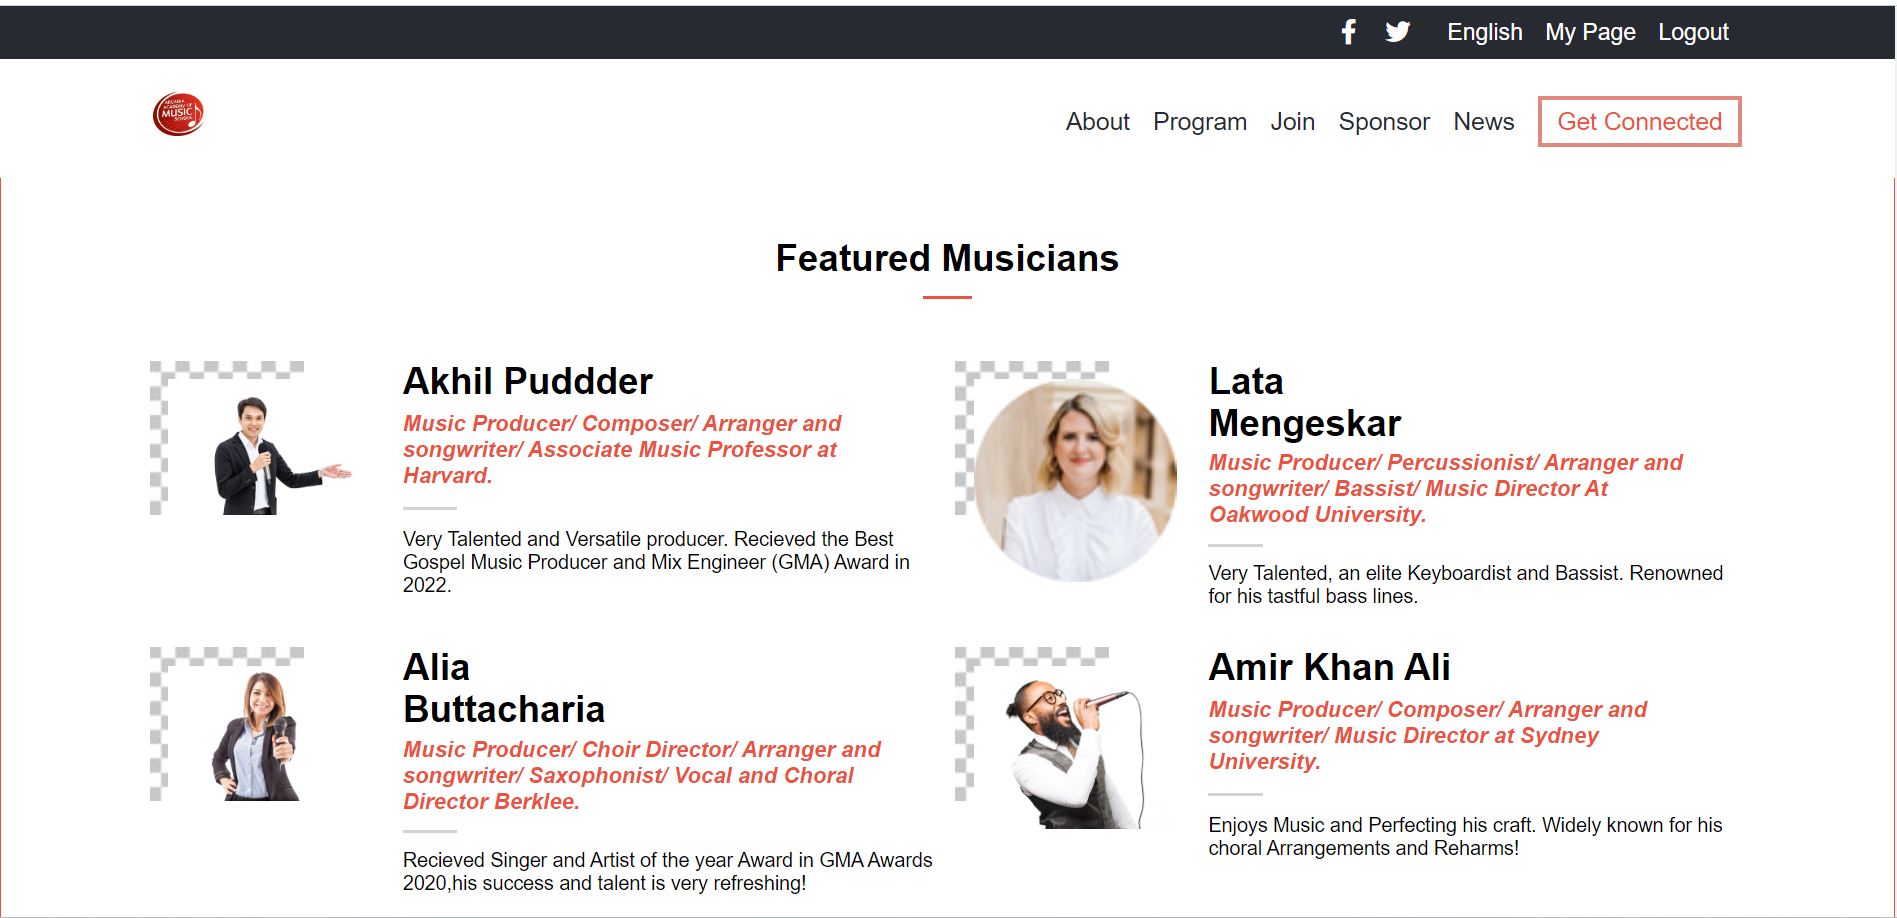 English My Page Logout
ARCADIA
ACADEMY OF
MUSIC
SCHOOL
About Program Join Sponsor News Get Connected
Featured Musicians
Akhil Puddder
Music Producer/ Composer/ Arranger and
songwriter/ Associate Music Professor at
Harvard.
Very Talented and Versatile producer. Recieved the Best
Gospel Music Producer and Mix Engineer (GMA) Award in
2022.
Lata
Mengeskar
Music Producer/ Percussionist/ Arranger and
songwriter/ Bassist/ Music Director At
Oakwood University.
Very Talented, an elite Keyboardist and Bassist. Renowned
for his tastful bass lines.
Alia
Buttacharia
Music Producer/ Choir Director/ Arranger and
songwriter/ Saxophonist/ Vocal and Choral
Director Berklee.
Recieved Singer and Artist of the year Award in GMA Awards
2020,his success and talent is very refreshing!
Amir Khan Ali
Music Producer/ Composer/ Arranger and
songwriter/ Music Director at Sydney
University.
Enjoys Music and Perfecting his craft. Widely known for his
choral Arrangements and Reharms!